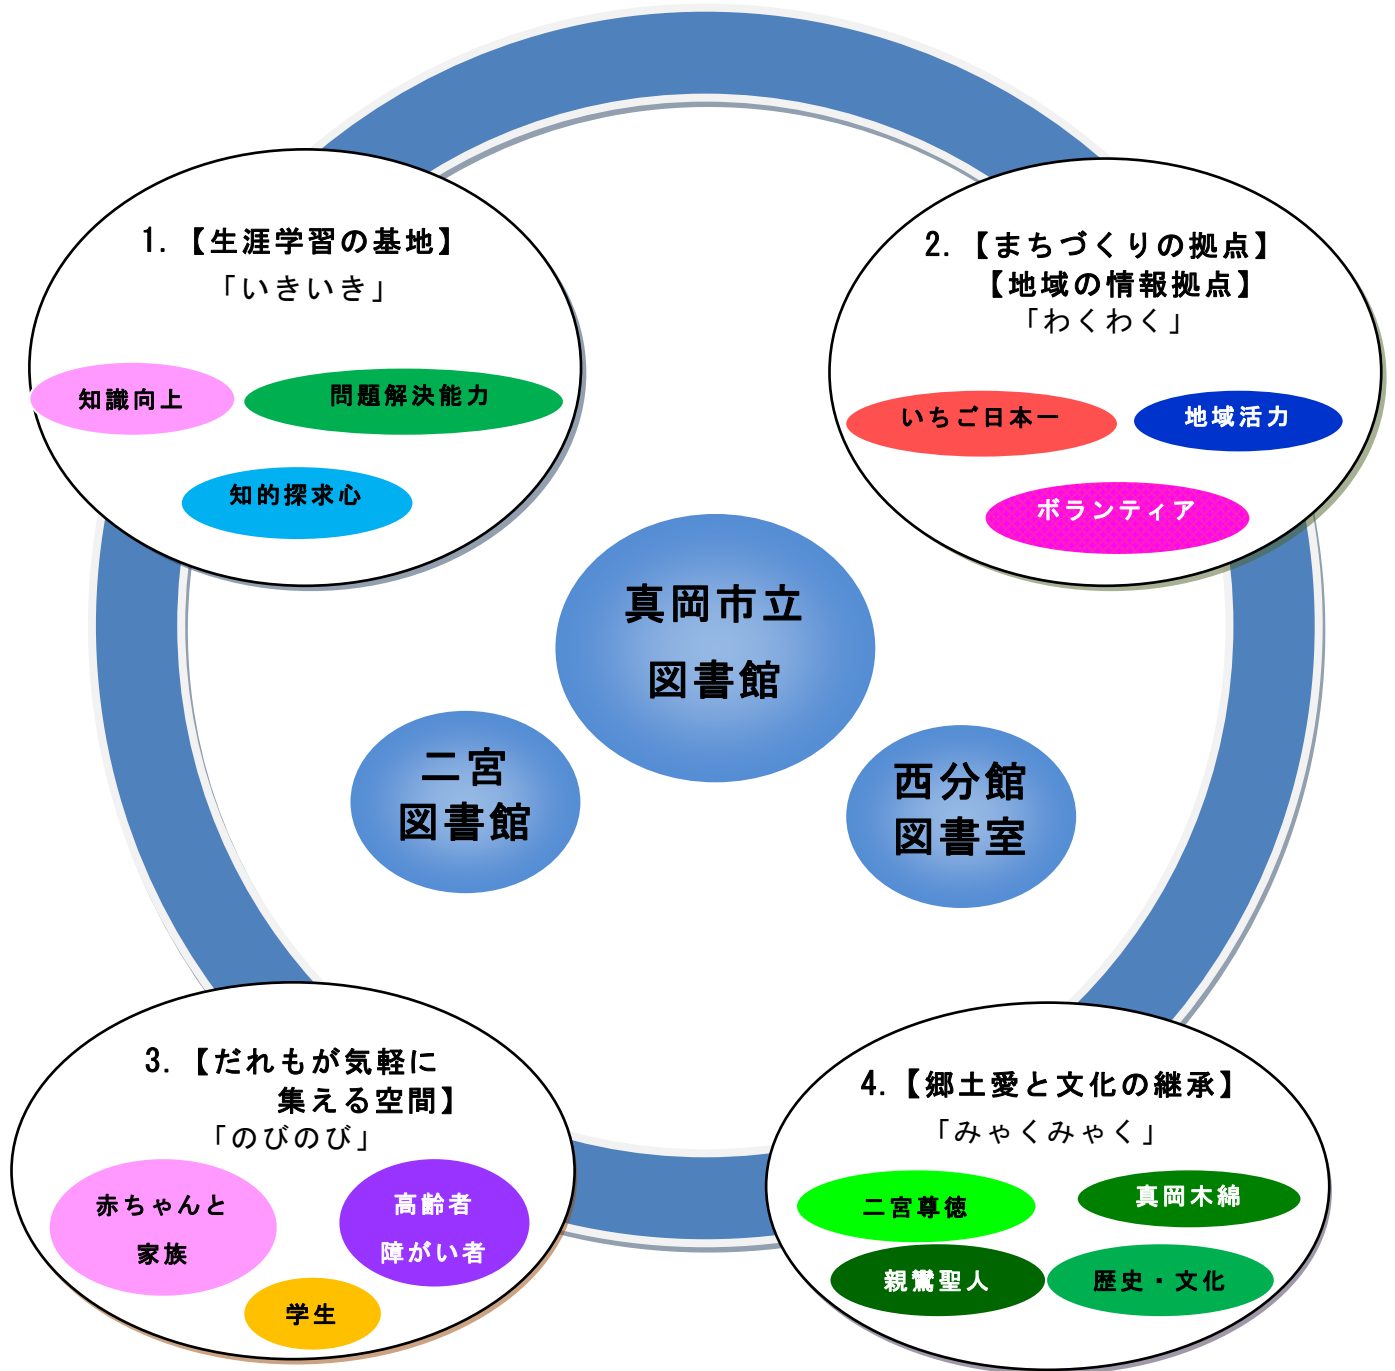 1.【生涯学習の基地】
「いきいき」
知識向上
問題解決能力
知的探求心
2.【まちづくりの拠点】
【地域の情報拠点】
「わくわく」
いちご日本一
地域活力
ボランティア
真岡市立
図書館
二宮
図書館
西分館
図書室
3.【だれもが気軽に
集える空間】
「のびのび」
赤ちゃんと
家族
高齢者
障がい者
学生
4.【郷土愛と文化の継承】
「みゃくみゃく」
二宮尊徳
真岡木綿
親鸞聖人
歴史・文化